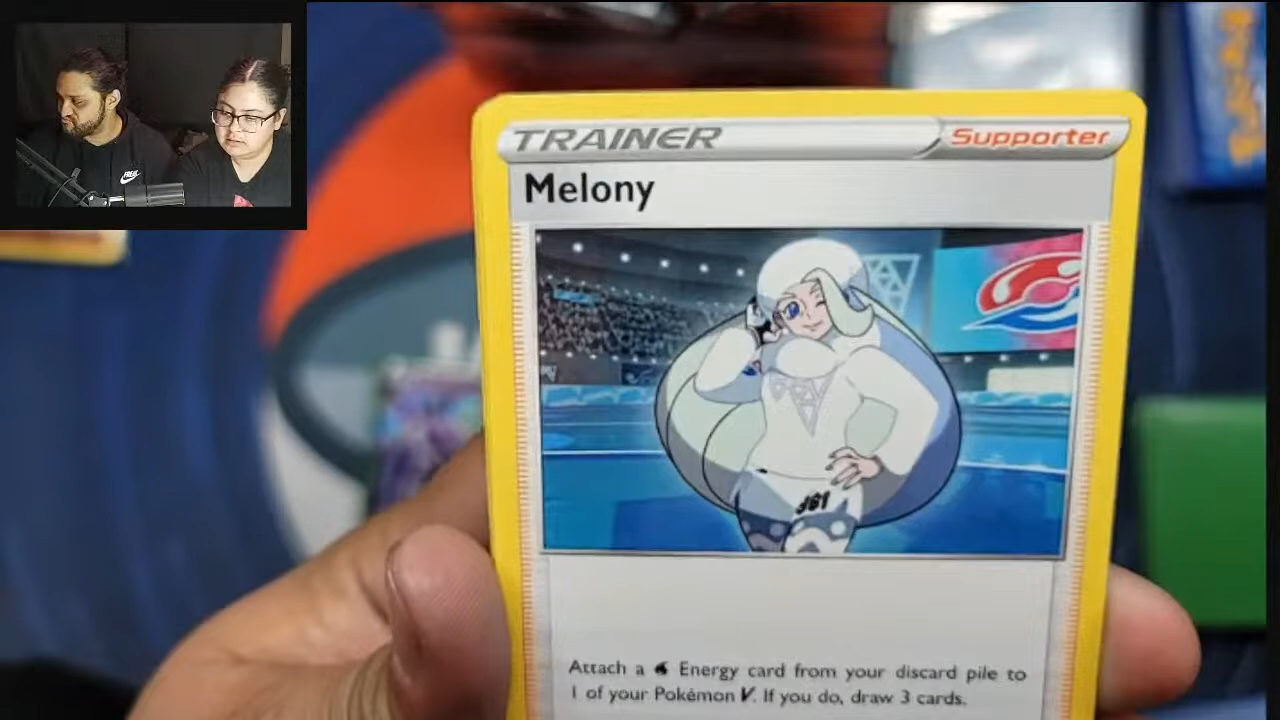 TRAINER Supporter
Melony
361
Attach a Energy card from your discard pile to
1 of your Pokémon V. If you do, draw 3 cards.